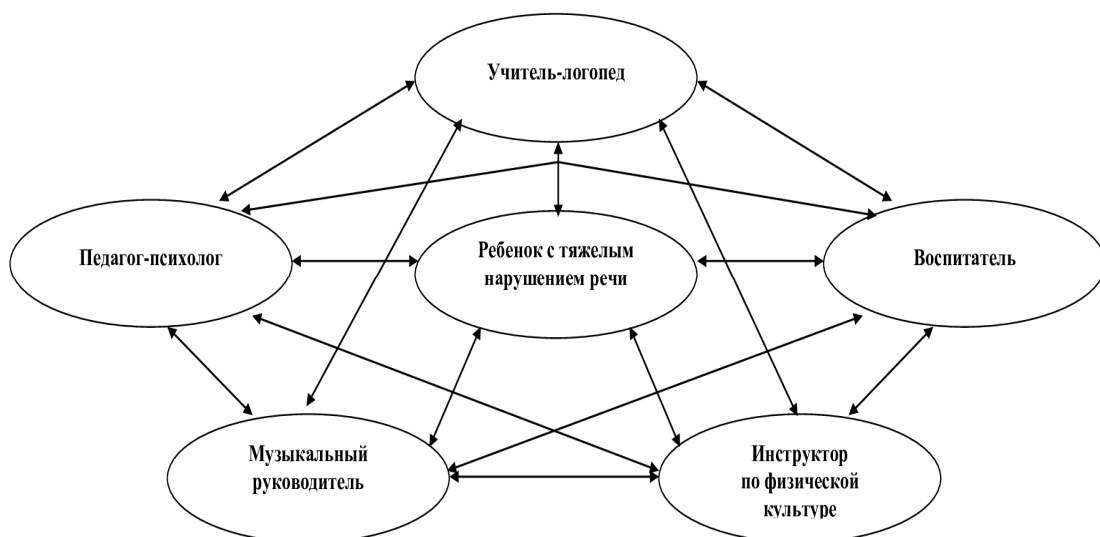 Учитель-логопед
Педагог-психолог
Ребенок с тяжелым
нарушением речи
Воспитатель
Музыкальный
руководитель
Инструктор
по физической
культуре